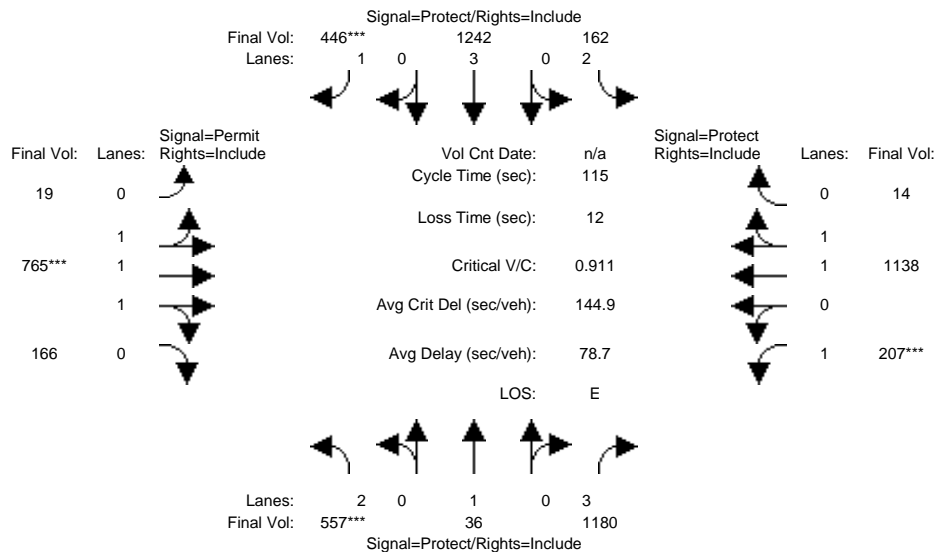 Signal=Protect/Rights=Include
Final Vol: 446*** 1242 162
Lanes: 1 0 3 0 2
Signal=Permit
Final Vol: Lanes: Rights=Include
Vol Cnt Date: n/a
Signal=Protect
Rights=Include Lanes: Final Vol:
Cycle Time (sec): 115
19 0
0 14
Loss Time (sec): 12
1
1
765*** 1
Critical V/C: 0.911
1 1138
1
Avg Crit Del (sec/veh): 144.9
0
166 0
Avg Delay (sec/veh): 78.7
1 207***
LOS: E
Lanes: 2 0 1 0 3
Final Vol: 557*** 36 1180
Signal=Protect/Rights=Include